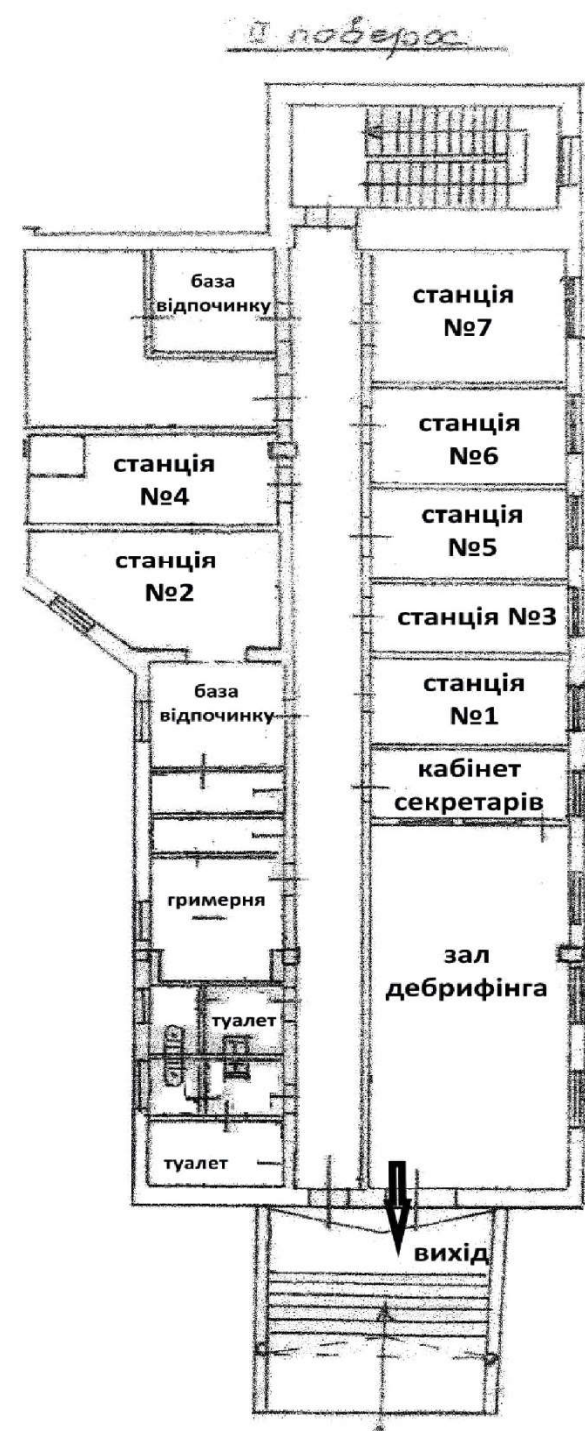 II поверх
база
відпочинку
станція
№7
станція
№6
станція
№4
станція
№5
станція
№2
станція №3
база
відпочинку
станція
№1
кабінет
секретарів
гримерня
зал
дебрифінга
туалет
туалет
вихід